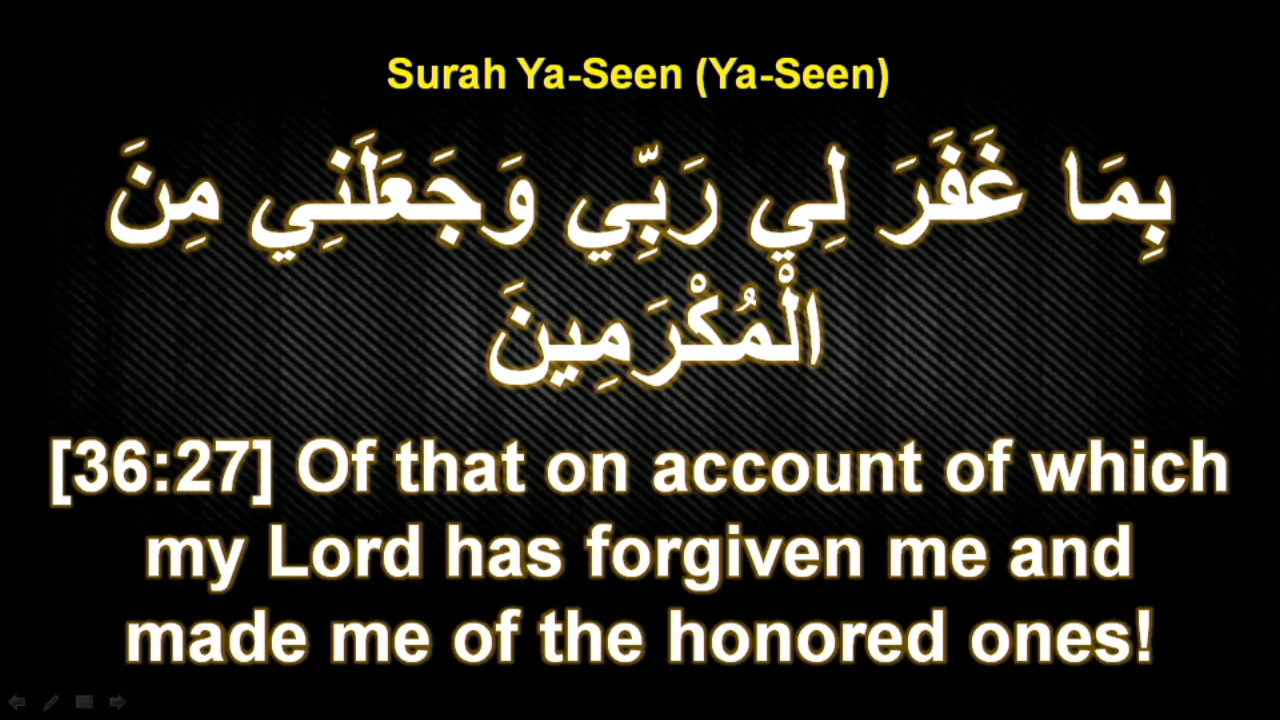 Surah Ya-Seen (Ya-Seen)
بِمَا غَفَرَ لِي رَبِّي وَجَعَلَنِي مِنَ
الْمُكْرَمِينَ
[36:27] Of that on account of which
my Lord has forgiven me and
made me of the honored ones!